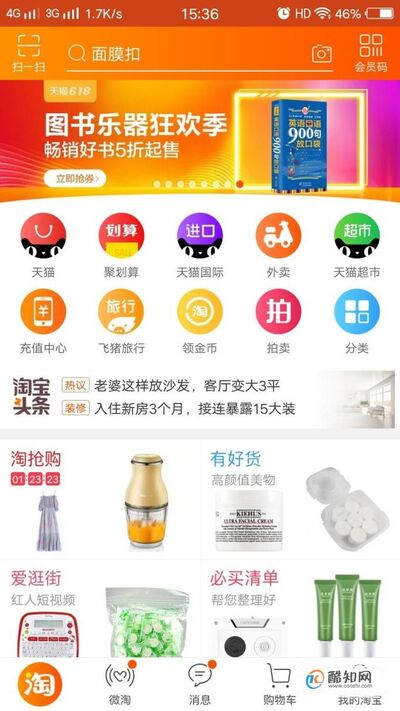 4G 3G 1.7K/s 15:36 HD 46%
扫一扫 面膜扣 会员码
天猫618
图书乐器狂欢季
畅销好书5折起售
立即抢券>
英语口语
900句
放口袋
划算 进口 超市
天猫 聚划算 天猫国际 外卖 天猫超市
旅行 淘 拍
充值中心 飞猪旅行 领金币 拍卖 分类
淘宝头条
热议 老婆这样放沙发,客厅变大3平
装修 入住新房3个月,接连暴露15大装
淘抢购 有好货
01:23:23 高颜值美物
KIEHL'S
ULTRA FACIAL CREAM
爱逛街 必买清单
红人短视频 帮您整理好
淘 微淘 消息 购物车 我的淘宝
酷知网
www.coozhi.com